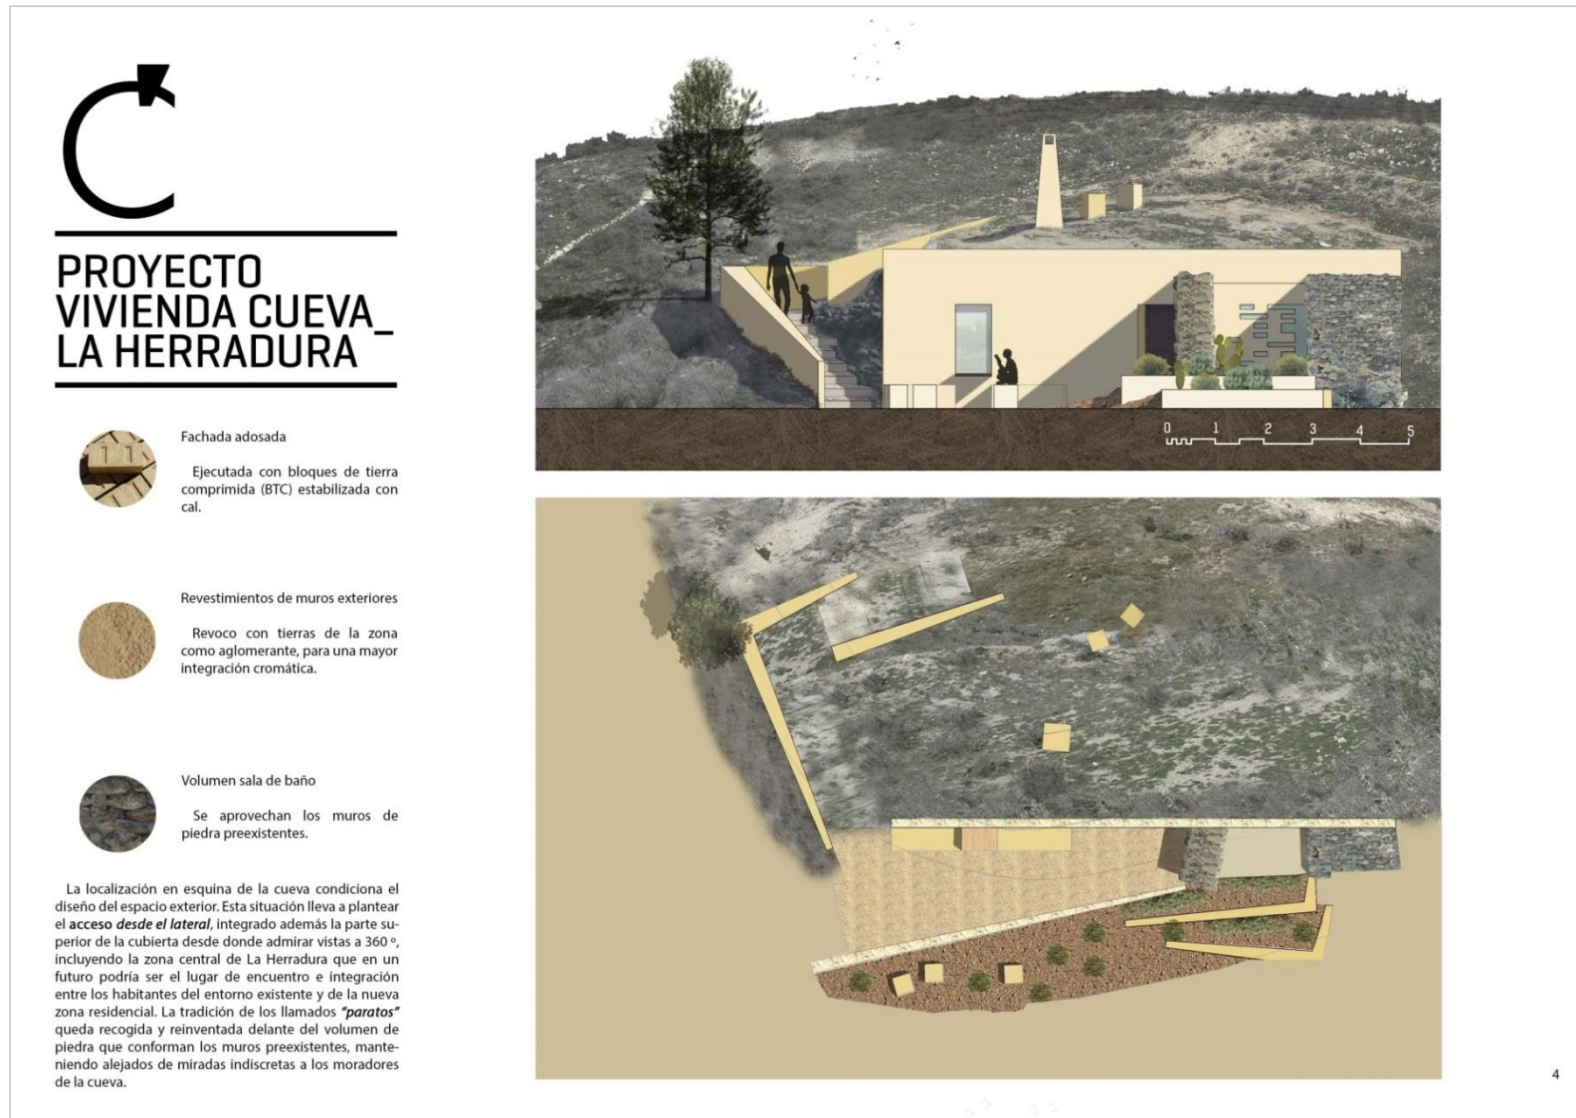 PROYECTO
VIVIENDA CUEVA_
LA HERRADURA
Fachada adosada
Ejecutada con bloques de tierra
comprimida (BTC) estabilizada con
cal.
Revestimientos de muros exteriores
Revoco con tierras de la zona
como aglomerante, para una mayor
integración cromática.
Volumen sala de baño
Se aprovechan los muros de
piedra preexistentes.
La localización en esquina de la cueva condiciona el
diseño del espacio exterior. Esta situación lleva a plantear
el acceso desde el lateral, integrado además la parte su-
perior de la cubierta desde donde admirar vistas a 360 º,
incluyendo la zona central de La Herradura que en un
futuro podría ser el lugar de encuentro e integración
entre los habitantes del entorno existente y de la nueva
zona residencial. La tradición de los llamados "paratos"
queda recogida y reinventada delante del volumen de
piedra que conforman los muros preexistentes, mante-
niendo alejados de miradas indiscretas a los moradores
de la cueva.
0 1 2 3 4 5
4